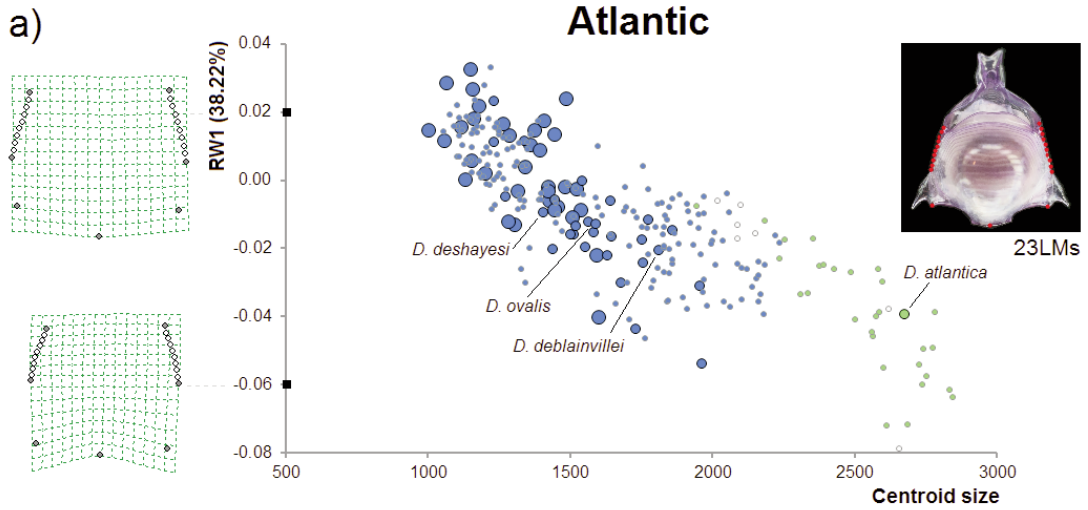 a)
Atlantic
RW1 (38.22%)
0.04
0.02
0.00
-0.02
-0.04
-0.06
-0.08
500
1000
1500
2000
2500
3000
Centroid size
D. deshayesi
D. ovalis
D. deblainvillei
D. atlantica
23LMs